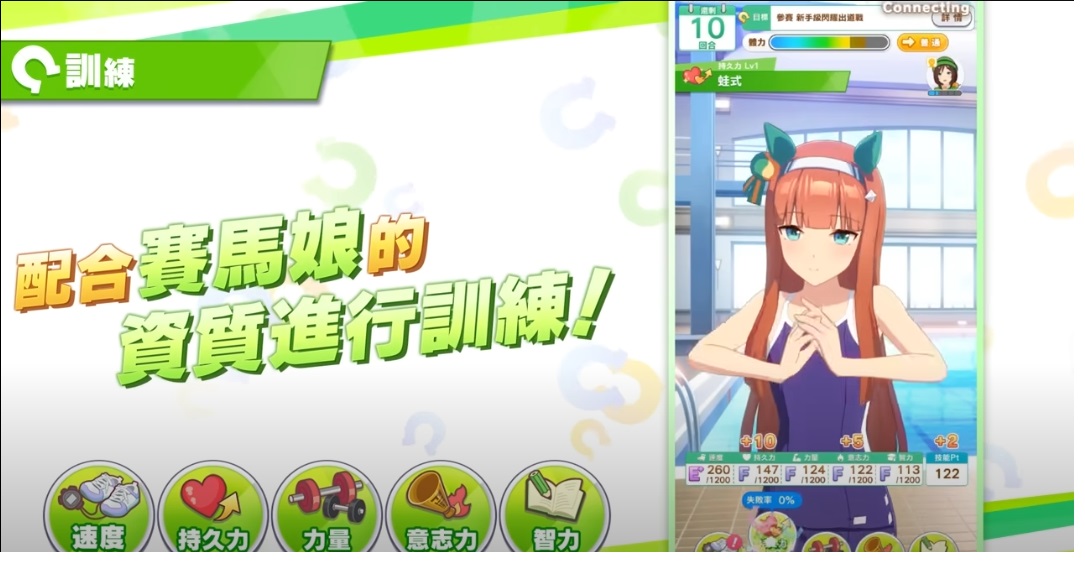 訓練
配合賽馬娘的
資質進行訓練!
速度
持久力
力量
意志力
智力
Connecting
還剩
10
回合
目標
參賽 新手級閃耀出道戰
詳情
體力
普通
持久力 Lv1
蛙式
+10
+5
+2
速度
持久力
力量
意志力
智力
技能Pt
E+ 260 /1200
F 147 /1200
F 124 /1200
F 122 /1200
F 113 /1200
122
失敗率 0%